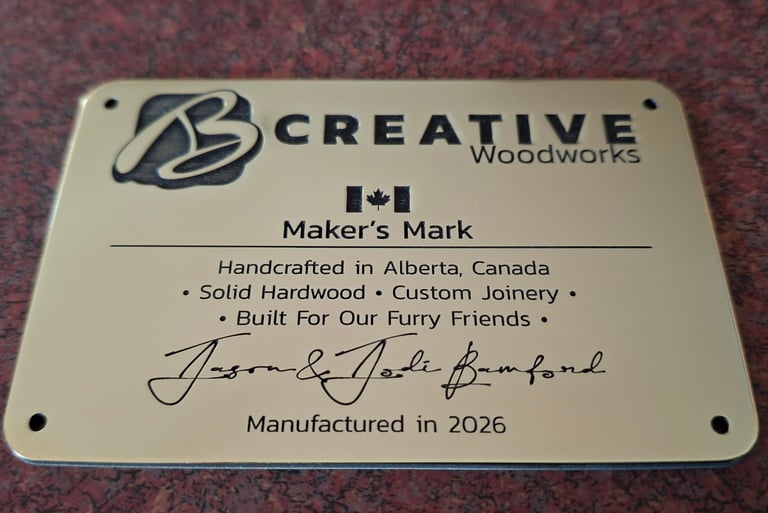 B CREATIVE
Woodworks
Maker's Mark
Handcrafted in Alberta, Canada
• Solid Hardwood • Custom Joinery •
• Built For Our Furry Friends •
Jason & Jodi Bamford
Manufactured in 2026